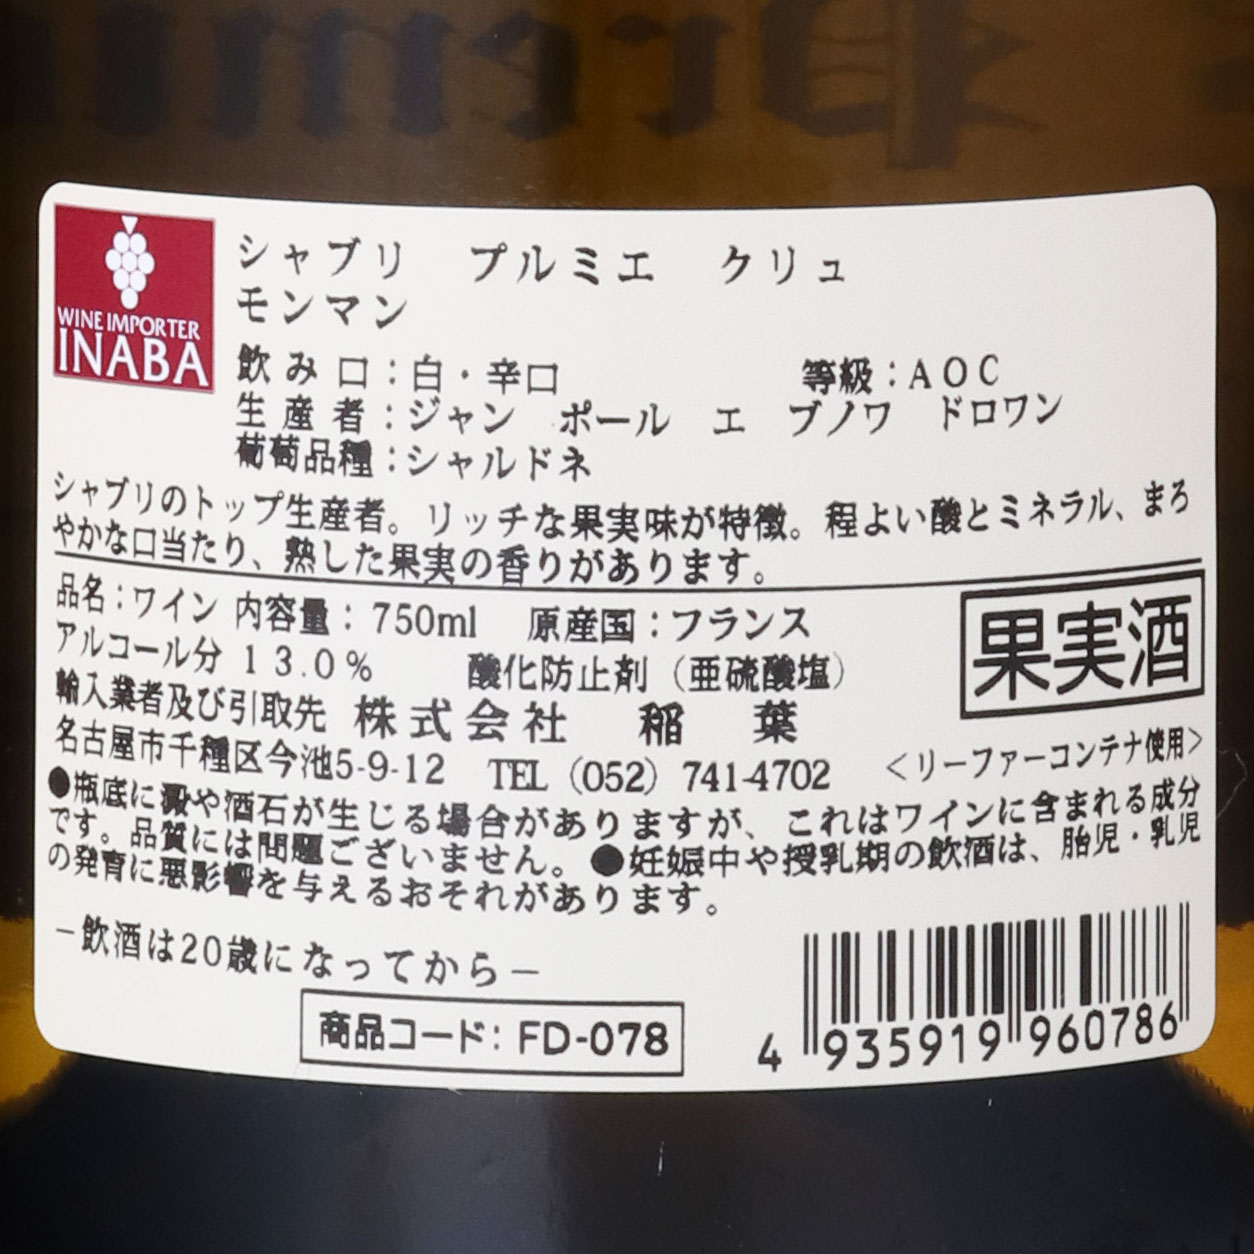 WINE IMPORTER
INABA
シャブリ プルミエ クリュ
モンマン
飲み口:白・辛口 等級:AOC
生産者:ジャン ポール エ ブノワ ドロワン
葡萄品種:シャルドネ
シャブリのトップ生産者。リッチな果実味が特徴。程よい酸とミネラル、まろ
やかな口当たり、熟した果実の香りがあります。
品名:ワイン 内容量:750ml 原産国:フランス
アルコール分 13.0% 酸化防止剤(亜硫酸塩)
果実酒
輸入業者及び引取先 株式会社 稲葉
名古屋市千種区今池5-9-12 TEL (052) 741-4702 <リーファーコンテナ使用>
●瓶底に澱や酒石が生じる場合がありますが、これはワインに含まれる成分
です。品質には問題ございません。●妊娠中や授乳期の飲酒は、胎児・乳児
の発育に悪影響を与えるおそれがあります。
-飲酒は20歳になってから-
商品コード: FD-078
4 935919 960786